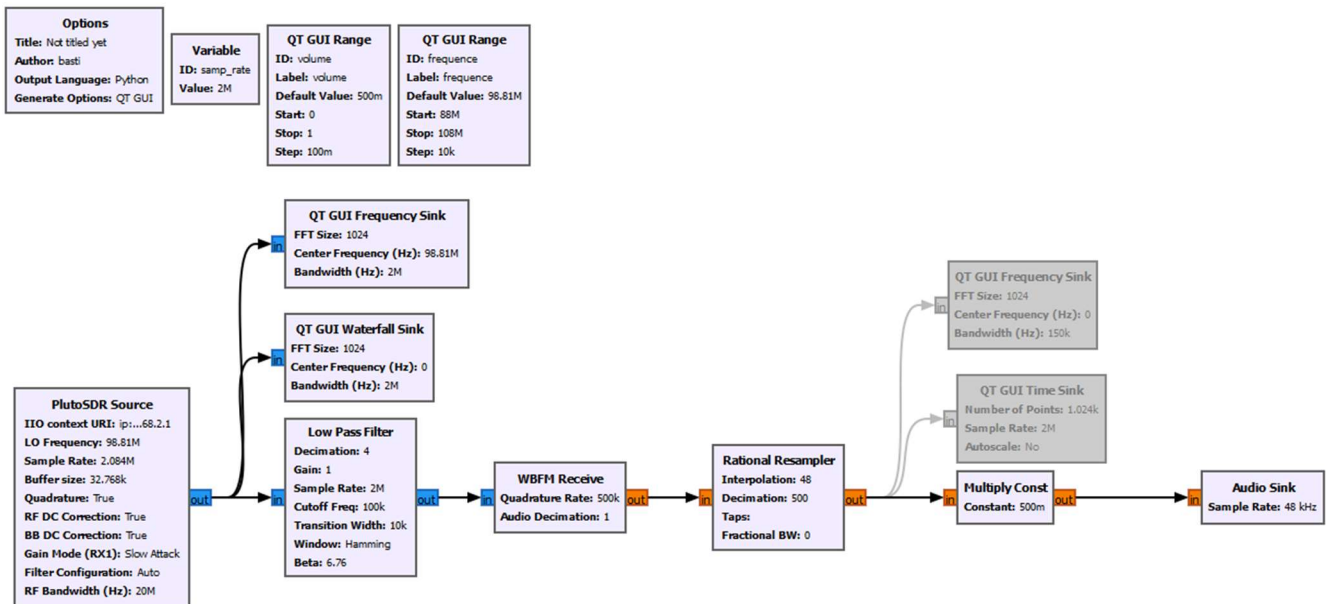 Options
Title: Not titled yet
Author: basti
Output Language: Python
Generate Options: QT GUI
Variable
ID: samp_rate
Value: 2M
QT GUI Range
ID: volume
Label: volume
Default Value: 500m
Start: 0
Stop: 1
Step: 100m
QT GUI Range
ID: frequence
Label: frequence
Default Value: 98.81M
Start: 88M
Stop: 108M
Step: 10k
QT GUI Frequency Sink
FFT Size: 1024
Center Frequency (Hz): 98.81M
Bandwidth (Hz): 2M
in
QT GUI Waterfall Sink
FFT Size: 1024
Center Frequency (Hz): 0
Bandwidth (Hz): 2M
in
PlutoSDR Source
IIO context URI: ip:...68.2.1
LO Frequency: 98.81M
Sample Rate: 2.084M
Buffer size: 32.768k
Quadrature: True
RF DC Correction: True
BB DC Correction: True
Gain Mode (RX1): Slow Attack
Filter Configuration: Auto
RF Bandwidth (Hz): 20M
out
Low Pass Filter
Decimation: 4
Gain: 1
Sample Rate: 2M
Cutoff Freq: 100k
Transition Width: 10k
Window: Hamming
Beta: 6.76
in
out
WBFM Receive
Quadrature Rate: 500k
Audio Decimation: 1
in
out
Rational Resampler
Interpolation: 48
Decimation: 500
Taps:
Fractional BW: 0
in
out
QT GUI Frequency Sink
FFT Size: 1024
Center Frequency (Hz): 0
Bandwidth (Hz): 150k
in
QT GUI Time Sink
Number of Points: 1.024k
Sample Rate: 2M
Autoscale: No
in
Multiply Const
Constant: 500m
in
out
Audio Sink
Sample Rate: 48 kHz
in